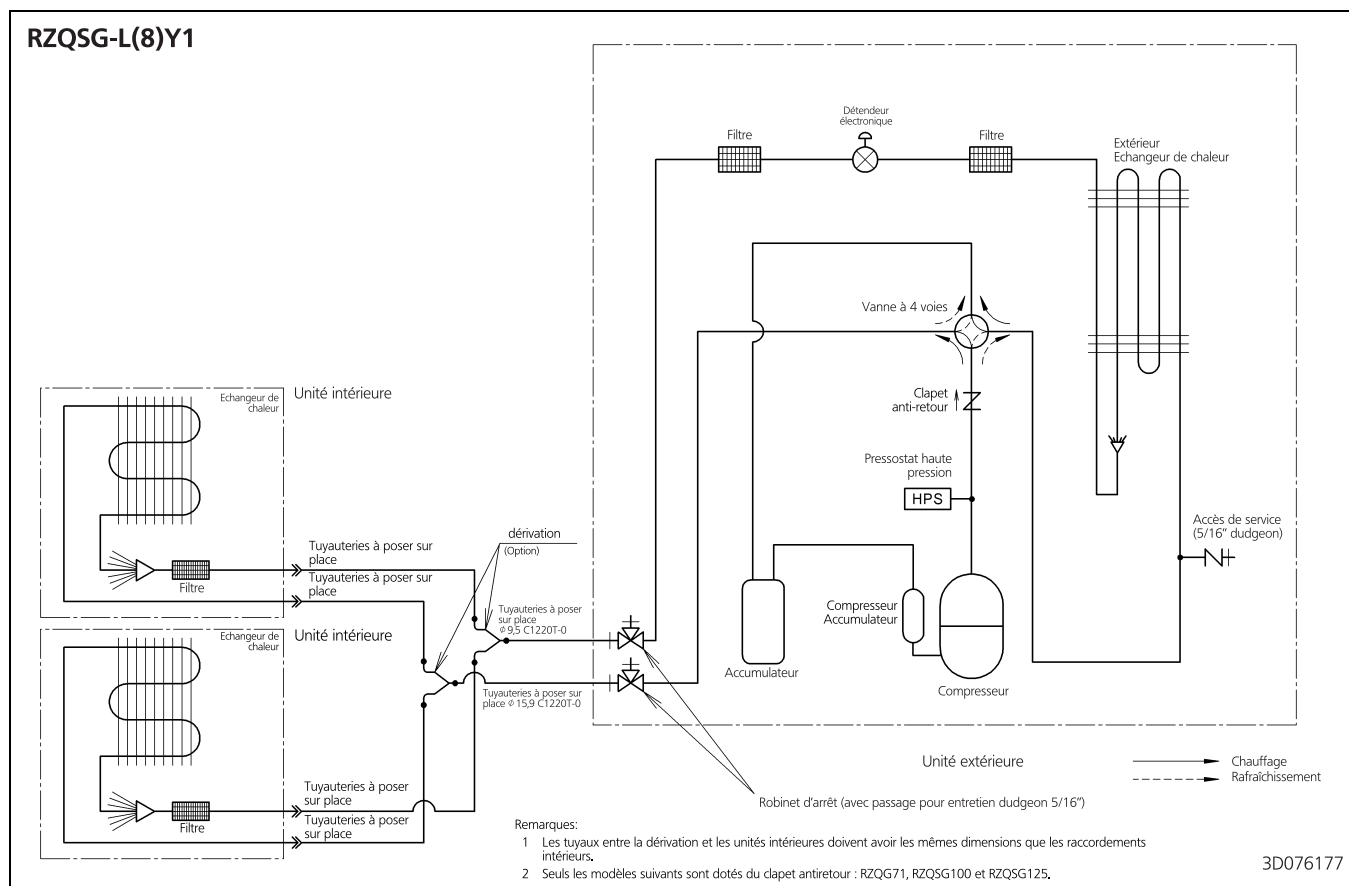 RZQSG-L(8)Y1
Détendeur
électronique
Filtre
Filtre
Extérieur
Echangeur de chaleur
Vanne à 4 voies
Clapet
anti-retour
Pressostat haute
pression
HPS
Accès de service
(5/16" dudgeon)
Compresseur
Accumulateur
Accumulateur
Compresseur
Unité extérieure
Echangeur de
chaleur
Unité intérieure
Filtre
Tuyauteries à poser sur
place
Tuyauteries à poser sur
place
dérivation
(Option)
Tuyauteries à poser
sur place
φ 9,5 C1220T-0
Tuyauteries à poser sur
place φ 15,9 C1220T-0
Echangeur de
chaleur
Unité intérieure
Filtre
Tuyauteries à poser
sur place
Tuyauteries à poser
sur place
Chauffage
Rafraîchissement
Robinet d'arrêt (avec passage pour entretien dudgeon 5/16")
Remarques:
1 Les tuyaux entre la dérivation et les unités intérieures doivent avoir les mêmes dimensions que les raccordements
intérieurs.
2 Seuls les modèles suivants sont dotés du clapet antiretour : RZQG71, RZQSG100 et RZQSG125.
3D076177